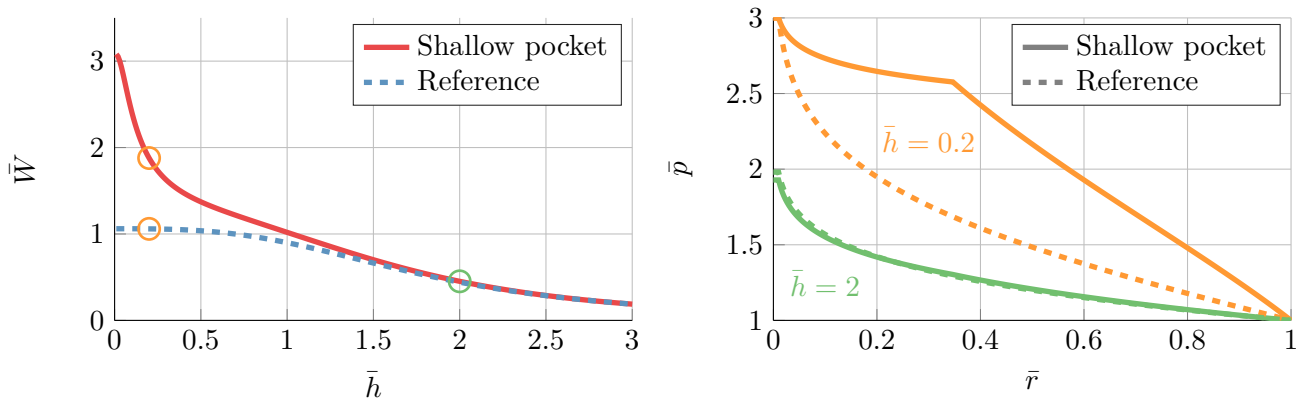 Shallow pocket
Reference
W̄
3
2
1
0
0 0.5 1 1.5 2 2.5 3
h̄
Shallow pocket
Reference
p̄
3
2.5
2
1.5
1
h̄ = 0.2
h̄ = 2
0 0.2 0.4 0.6 0.8 1
r̄